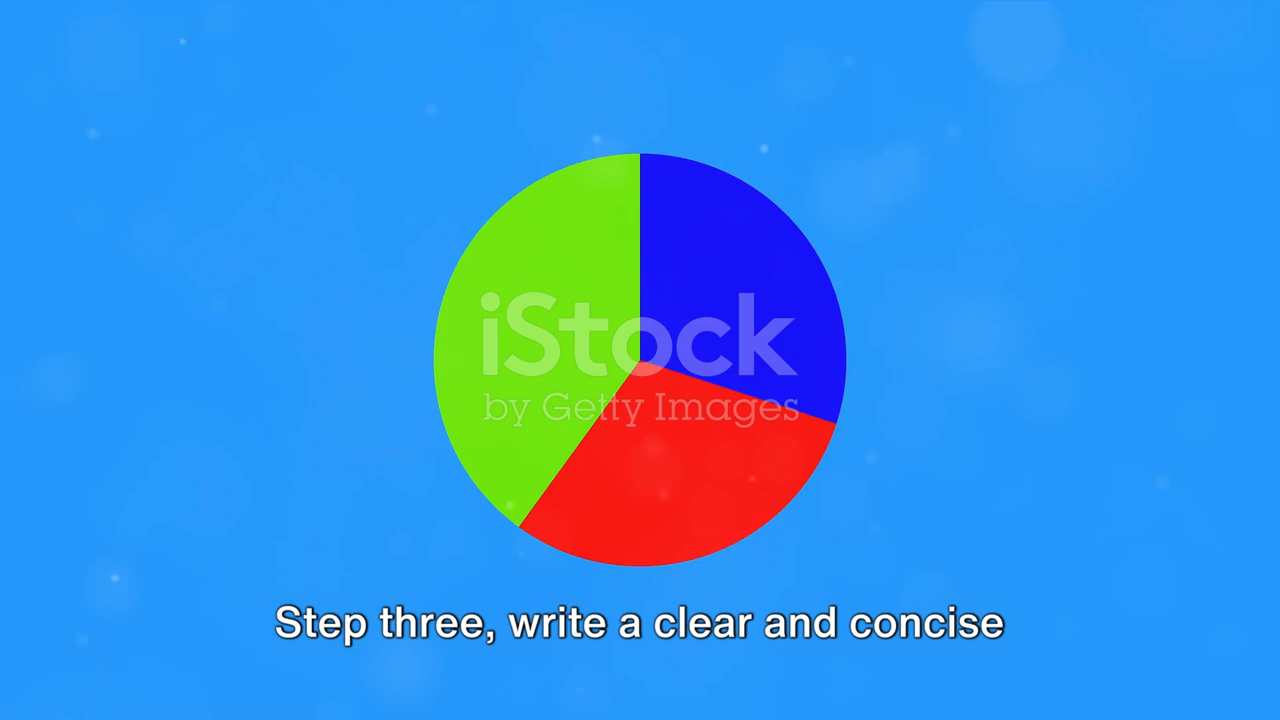 iStock
by Getty Images
Step three, write a clear and concise